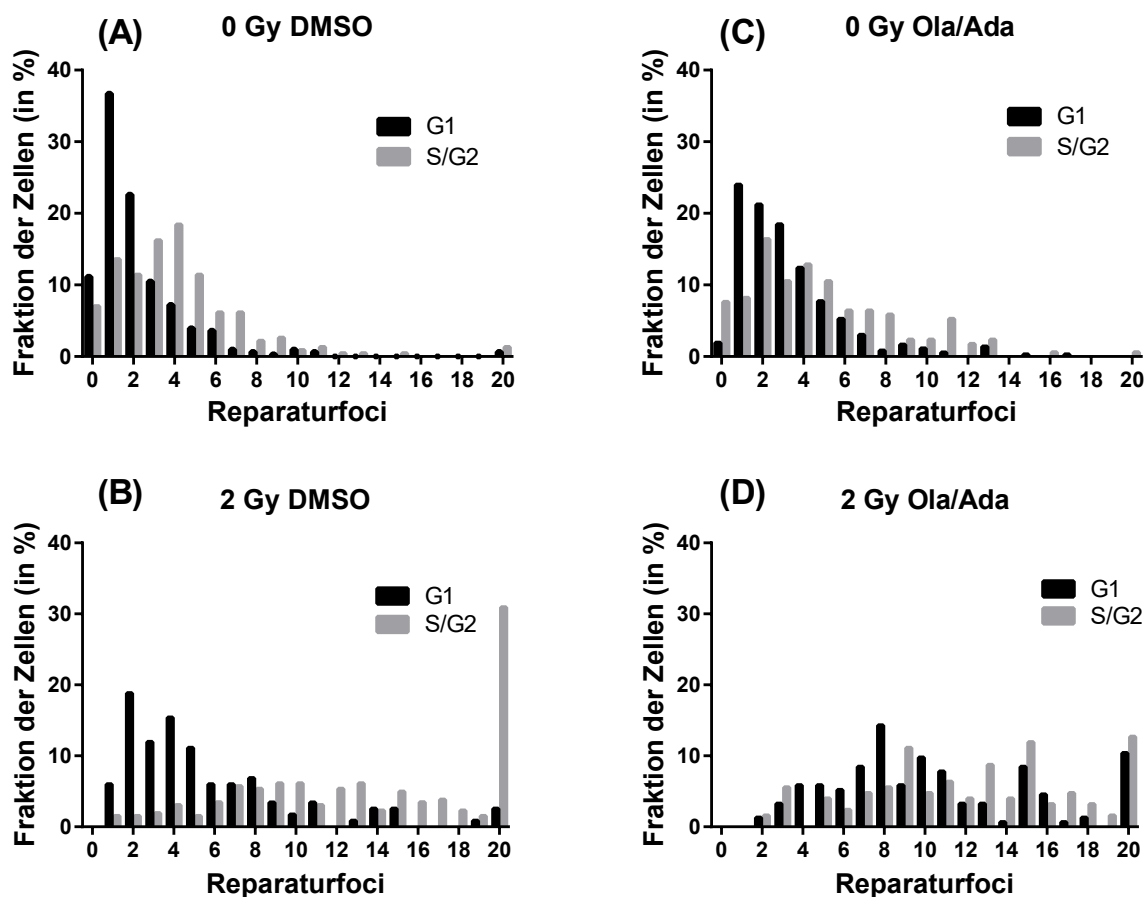 (A) 0 Gy DMSO
Fraktion der Zellen (in %)
40
30
20
10
0
G1
S/G2
0 2 4 6 8 10 12 14 16 18 20
Reparaturfoci
(C) 0 Gy Ola/Ada
Fraktion der Zellen (in %)
40
30
20
10
0
G1
S/G2
0 2 4 6 8 10 12 14 16 18 20
Reparaturfoci
(B) 2 Gy DMSO
Fraktion der Zellen (in %)
40
30
20
10
0
G1
S/G2
0 2 4 6 8 10 12 14 16 18 20
Reparaturfoci
(D) 2 Gy Ola/Ada
Fraktion der Zellen (in %)
40
30
20
10
0
G1
S/G2
0 2 4 6 8 10 12 14 16 18 20
Reparaturfoci